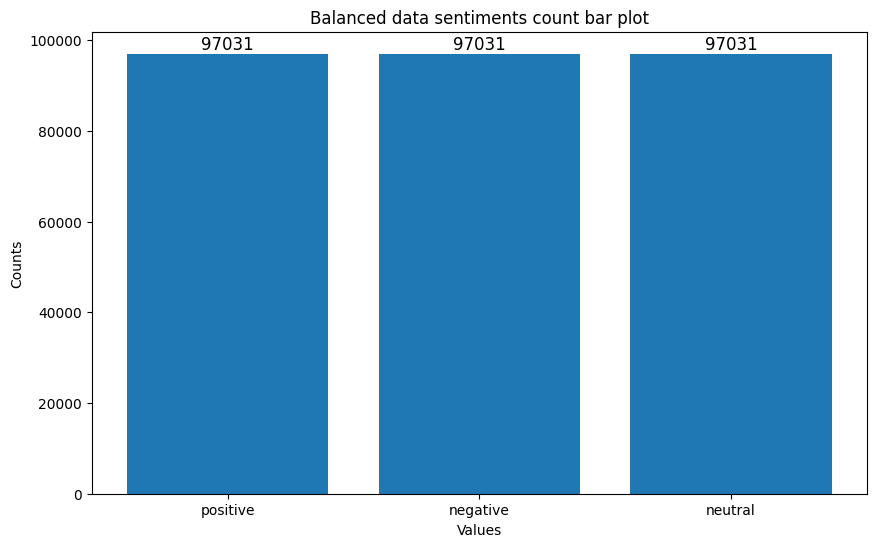 Balanced data sentiments count bar plot
97031 97031 97031
100000
80000
60000
40000
20000
0
Counts
positive negative neutral
Values